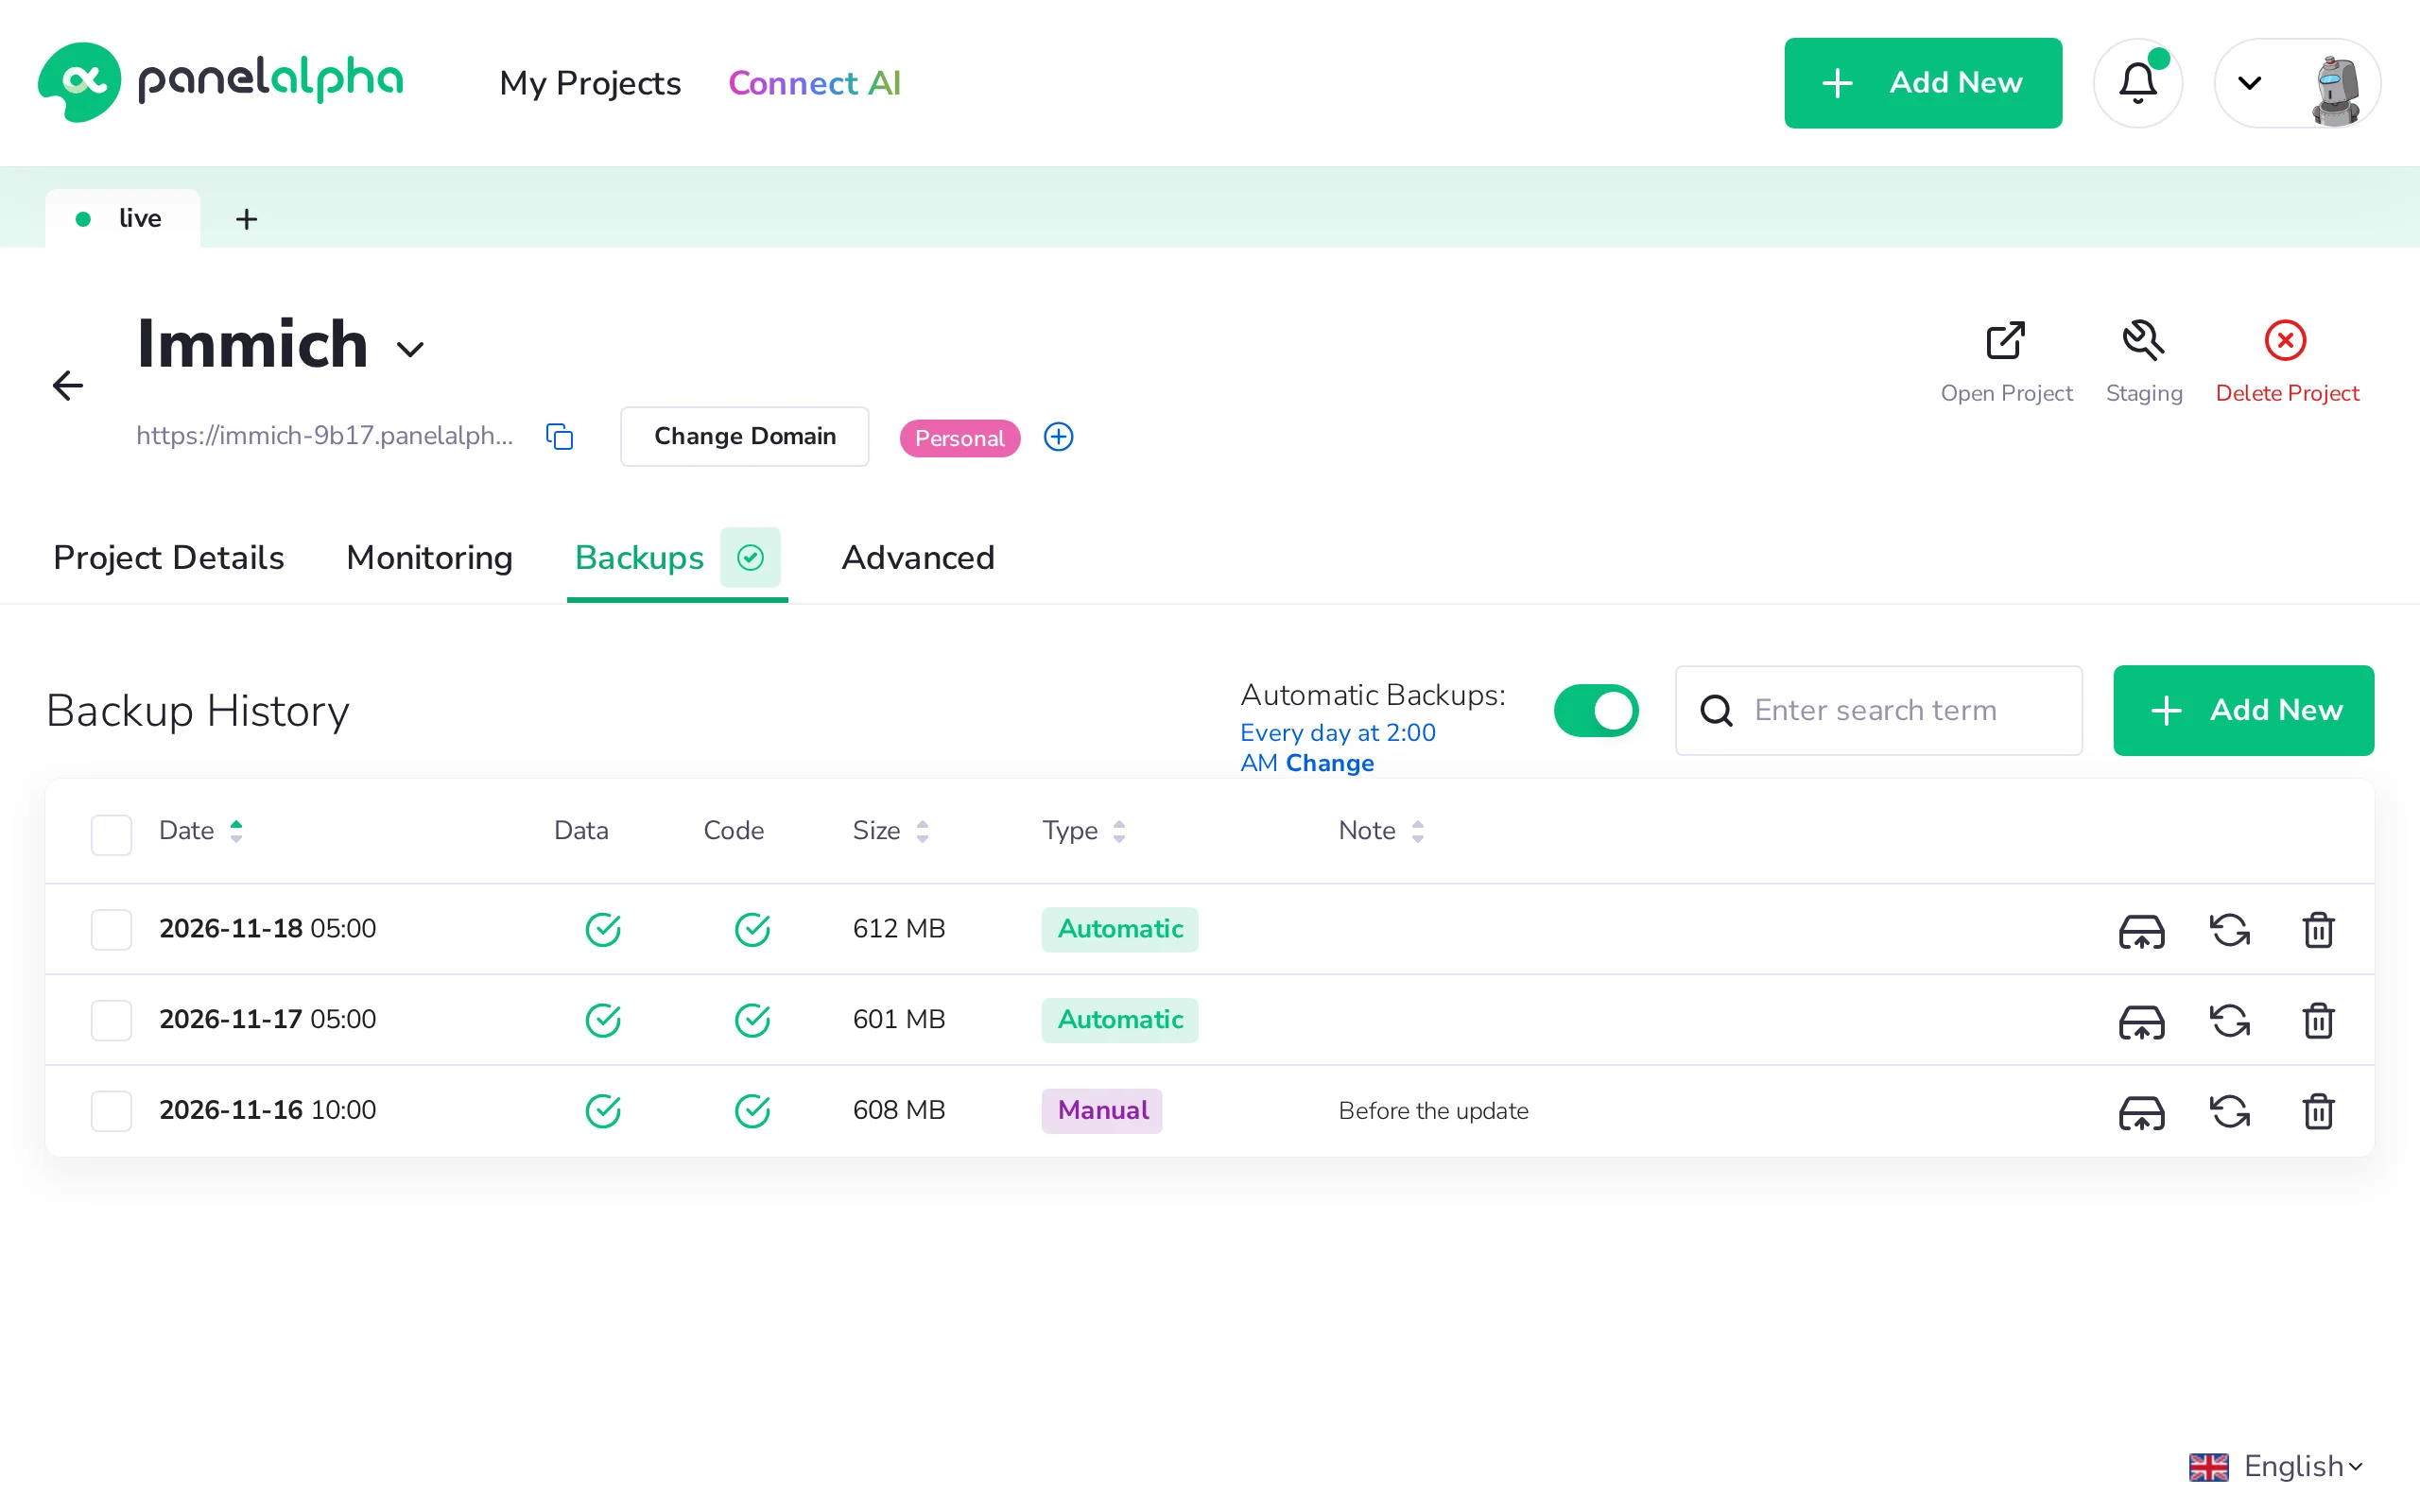 panelalpha
My Projects
Connect AI
Add New
live
Immich
https://immich-9b17.panelalph...
Change Domain
Personal
Open Project
Staging
Delete Project
Project Details
Monitoring
Backups
Advanced
Backup History
Automatic Backups:
Every day at 2:00
AM Change
Enter search term
Add New
Date Data Code Size Type Note
2026-11-18 05:00 612 MB Automatic
2026-11-17 05:00 601 MB Automatic
2026-11-16 10:00 608 MB Manual Before the update
English